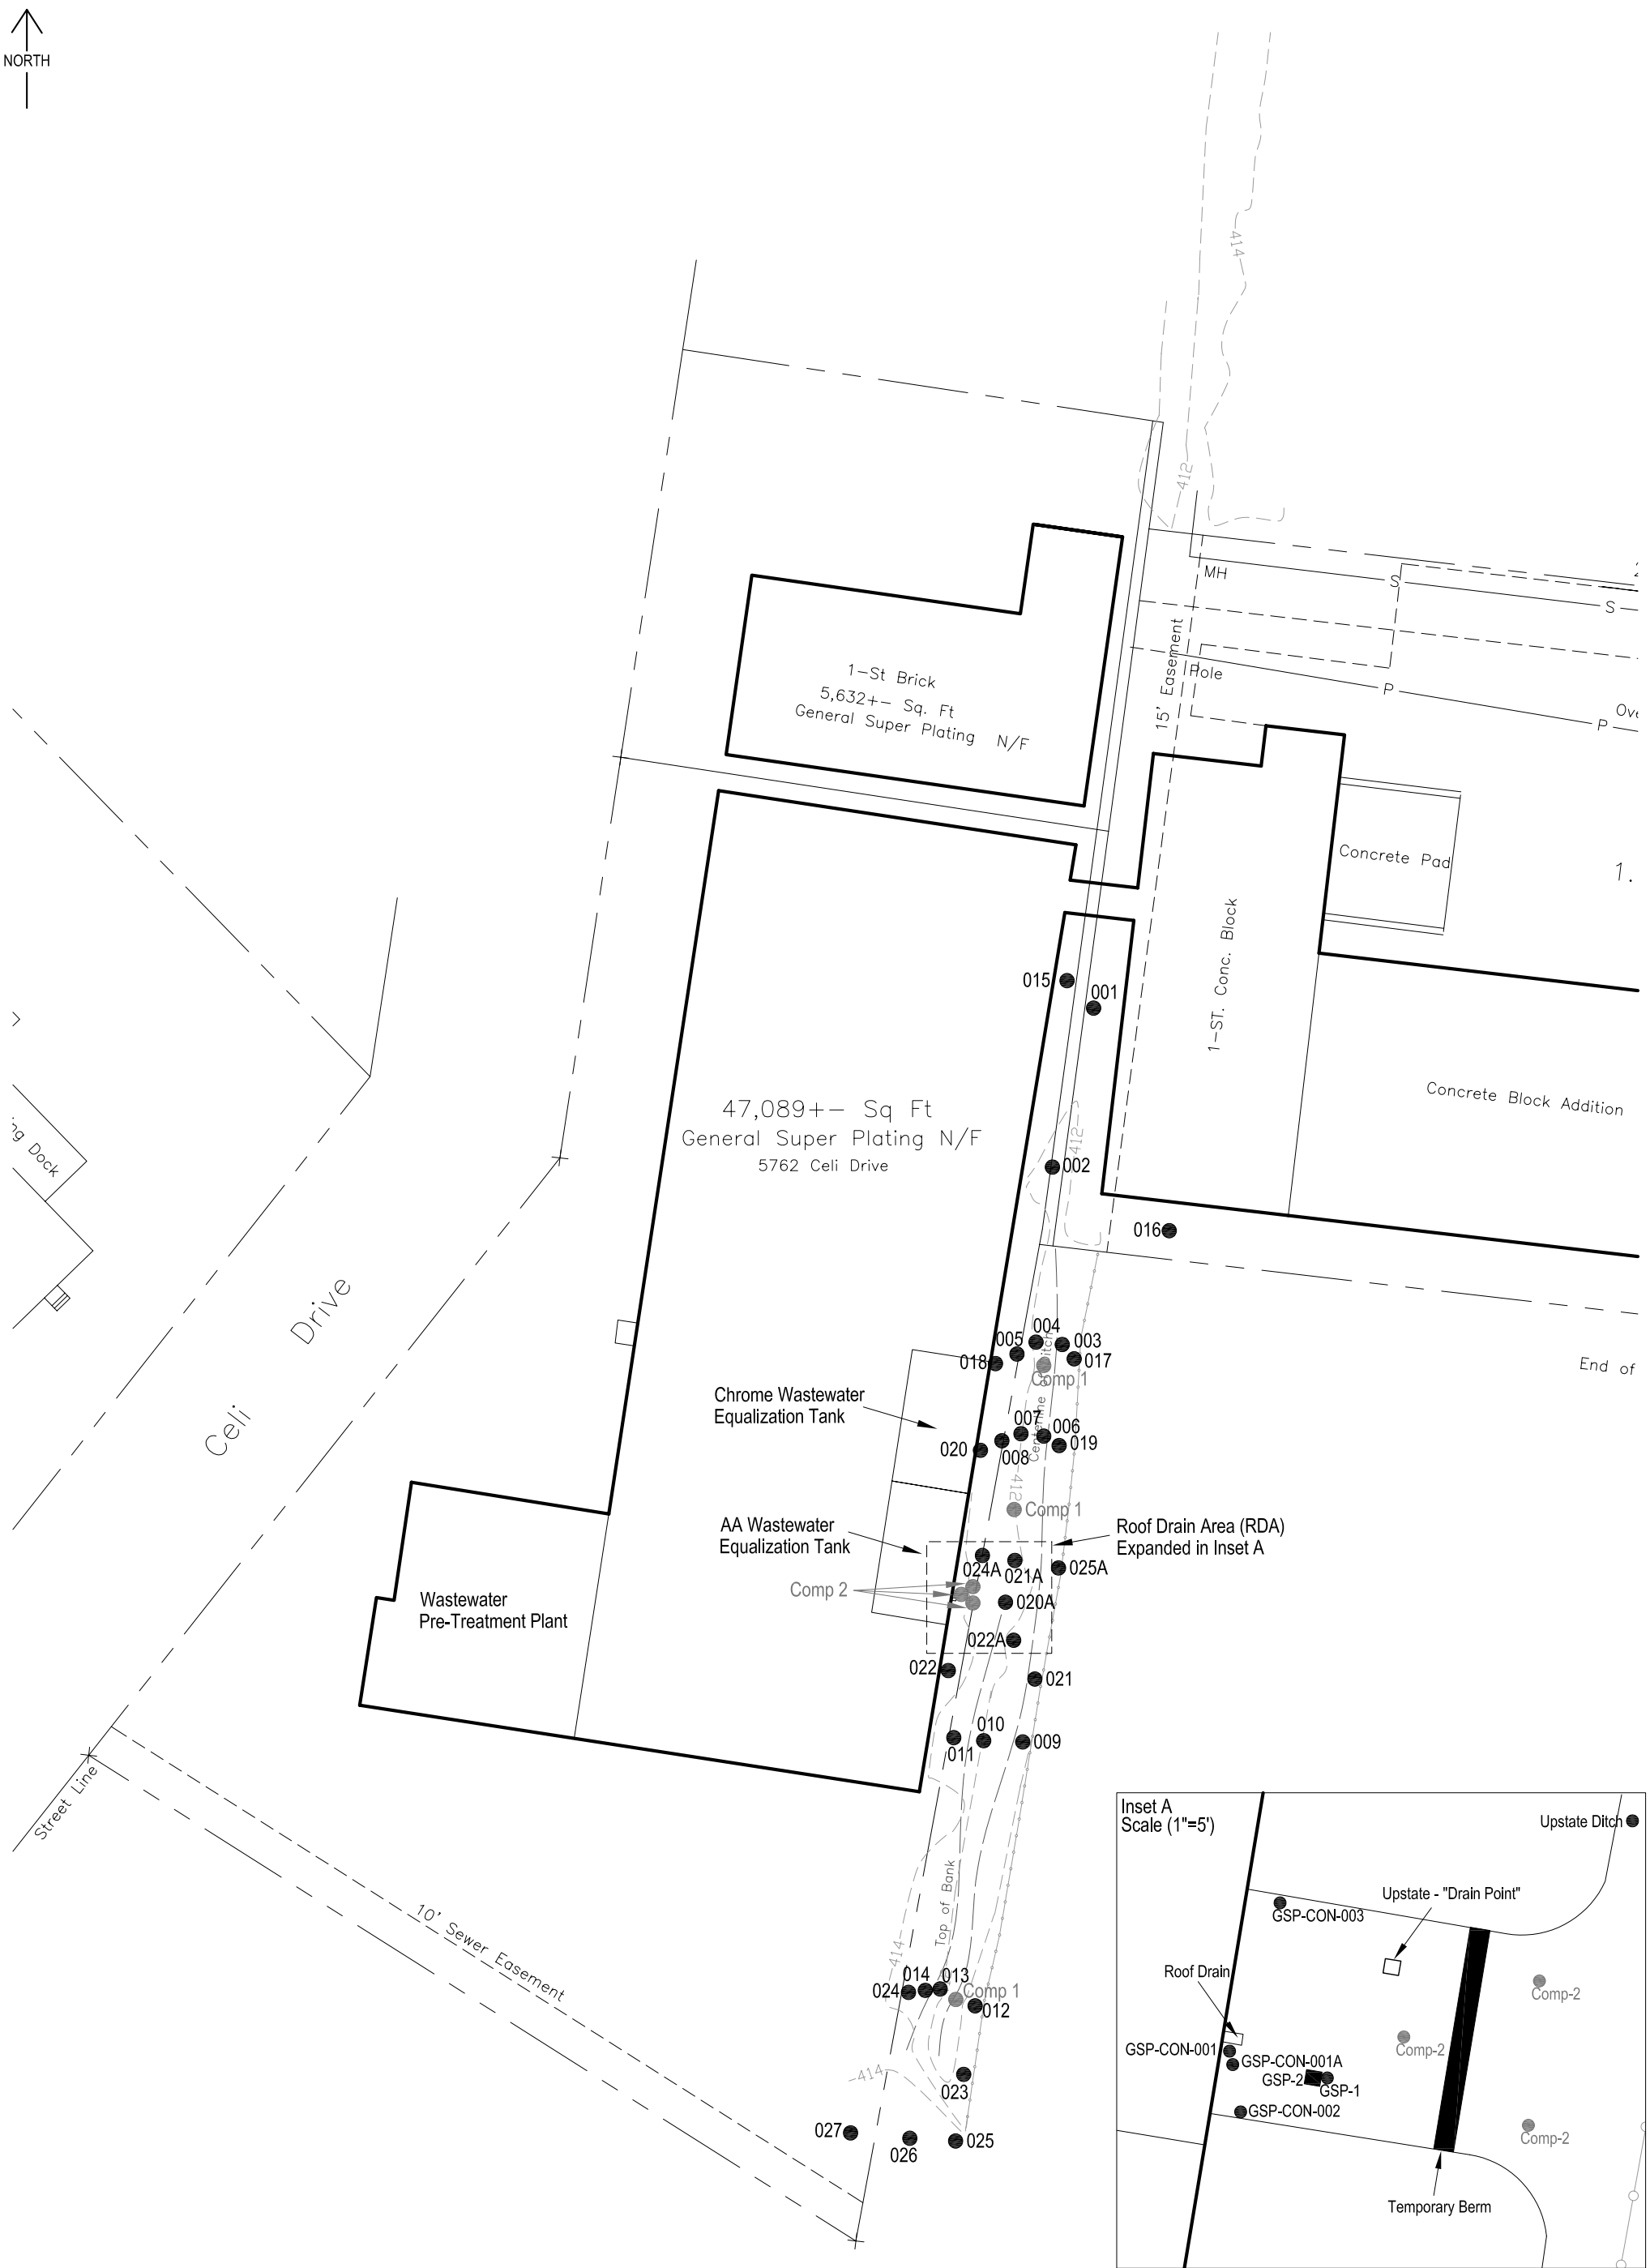 NORTH
-414-
-412-
MH
S
S
15' Easement
Pole
P
P
1-St Brick
5,632+- Sq. Ft
General Super Plating N/F
Concrete Pad
1.
1-ST. Conc. Block
015
001
Concrete Block Addition
47,089+- Sq Ft
General Super Plating N/F
5762 Celi Drive
-412-
002
016
Dock
Celi Drive
004
005
003
018
017
Comp 1
Centerline of Ditch
End of
Chrome Wastewater
Equalization Tank
007
006
020
008
019
-412-
Comp 1
AA Wastewater
Equalization Tank
Roof Drain Area (RDA)
Expanded in Inset A
024A
021A
025A
Comp 2
020A
Wastewater
Pre-Treatment Plant
022A
022
021
010
011
009
Street Line
10' Sewer Easement
Top of Bank
-414-
014
013
024
Comp 1
012
-414-
023
027
026
025
Inset A
Scale (1"=5')
Upstate Ditch
Upstate - "Drain Point"
GSP-CON-003
Roof Drain
Comp-2
Comp-2
GSP-CON-001
GSP-CON-001A
GSP-2
GSP-1
GSP-CON-002
Comp-2
Temporary Berm